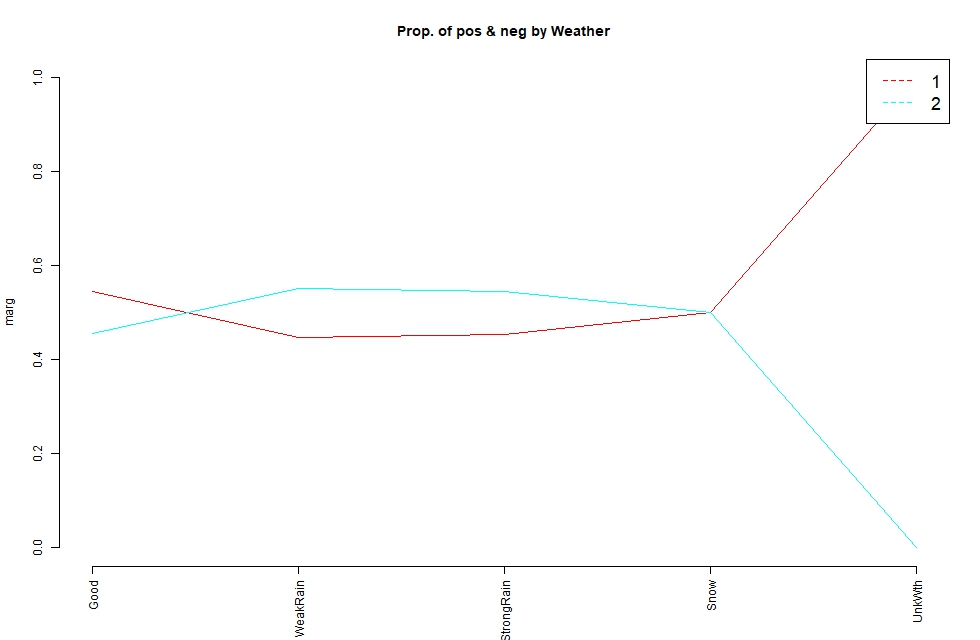 Prop. of pos & neg by Weather
1
2
marg
1.0
0.8
0.6
0.4
0.2
0.0
Good
WeakRain
StrongRain
Snow
UnkWth